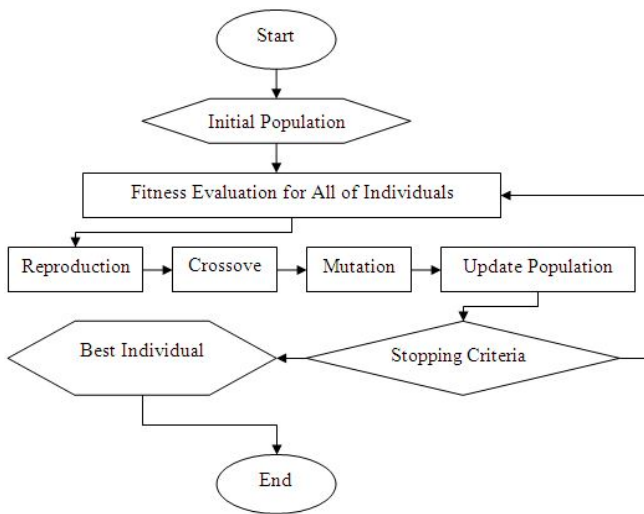 Start
Initial Population
Fitness Evaluation for All of Individuals
Reproduction
Crossove
Mutation
Update Population
Best Individual
Stopping Criteria
End